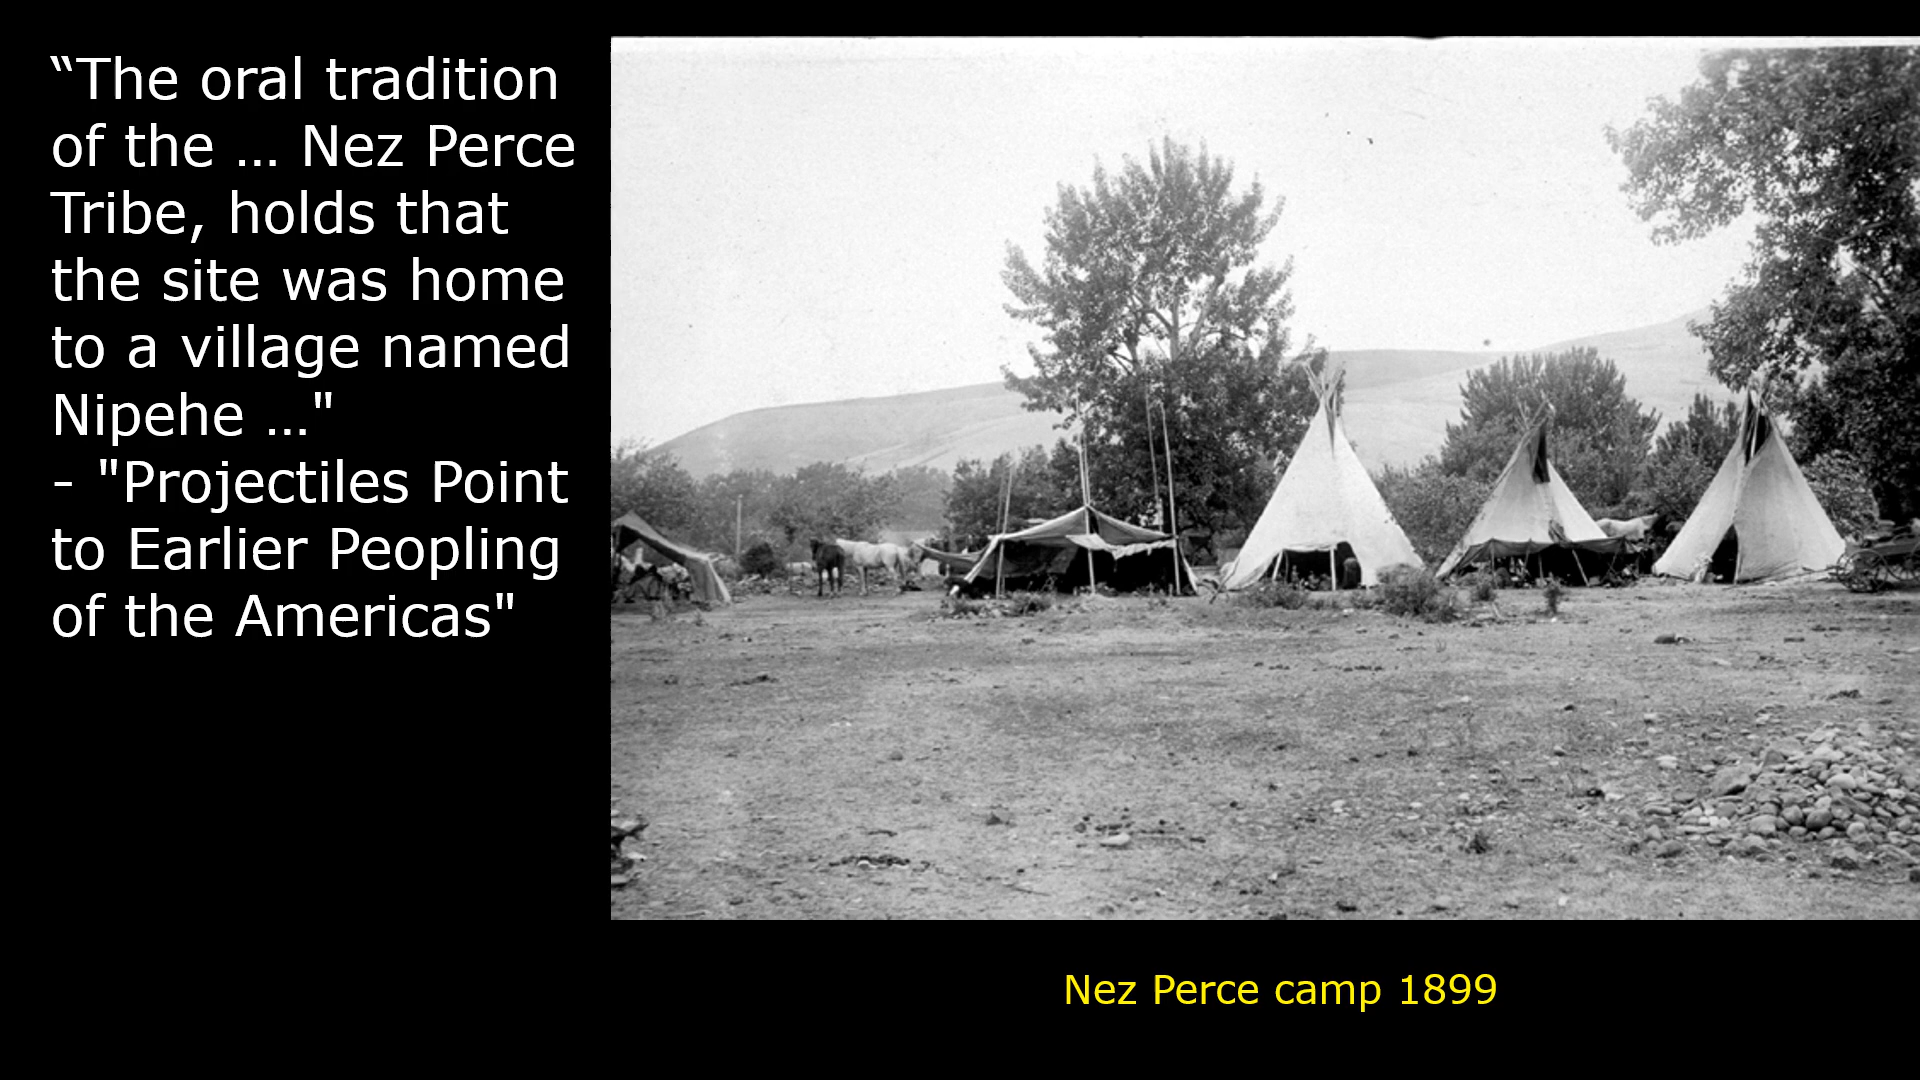 “The oral tradition
of the … Nez Perce
Tribe, holds that
the site was home
to a village named
Nipehe …"
- "Projectiles Point
to Earlier Peopling
of the Americas"
Nez Perce camp 1899